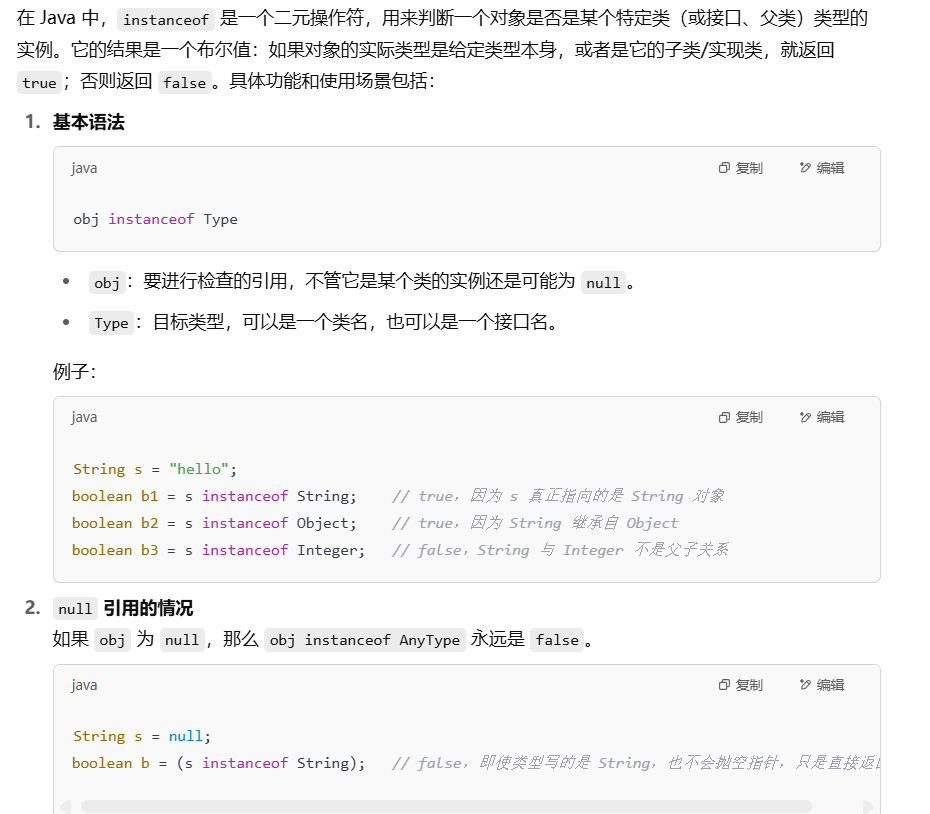 在 Java 中，instanceof 是一个二元操作符，用来判断一个对象是否是某个特定类（或接口、父类）类型的
实例。它的结果是一个布尔值：如果对象的实际类型是给定类型本身，或者是它的子类/实现类，就返回
true；否则返回 false。具体功能和使用场景包括：
1. 基本语法
java 复制 编辑
obj instanceof Type
• obj：要进行检查的引用，不管它是某个类的实例还是可能为 null。
• Type：目标类型，可以是一个类名，也可以是一个接口名。
例子：
java 复制 编辑
String s = "hello";
boolean b1 = s instanceof String; // true，因为 s 真正指向的是 String 对象
boolean b2 = s instanceof Object; // true，因为 String 继承自 Object
boolean b3 = s instanceof Integer; // false，String 与 Integer 不是父子关系
2. null 引用的情况
如果 obj 为 null，那么 obj instanceof AnyType 永远是 false。
java 复制 编辑
String s = null;
boolean b = (s instanceof String); // false，即使类型写的是 String，也不会抛空指针，只是直接返